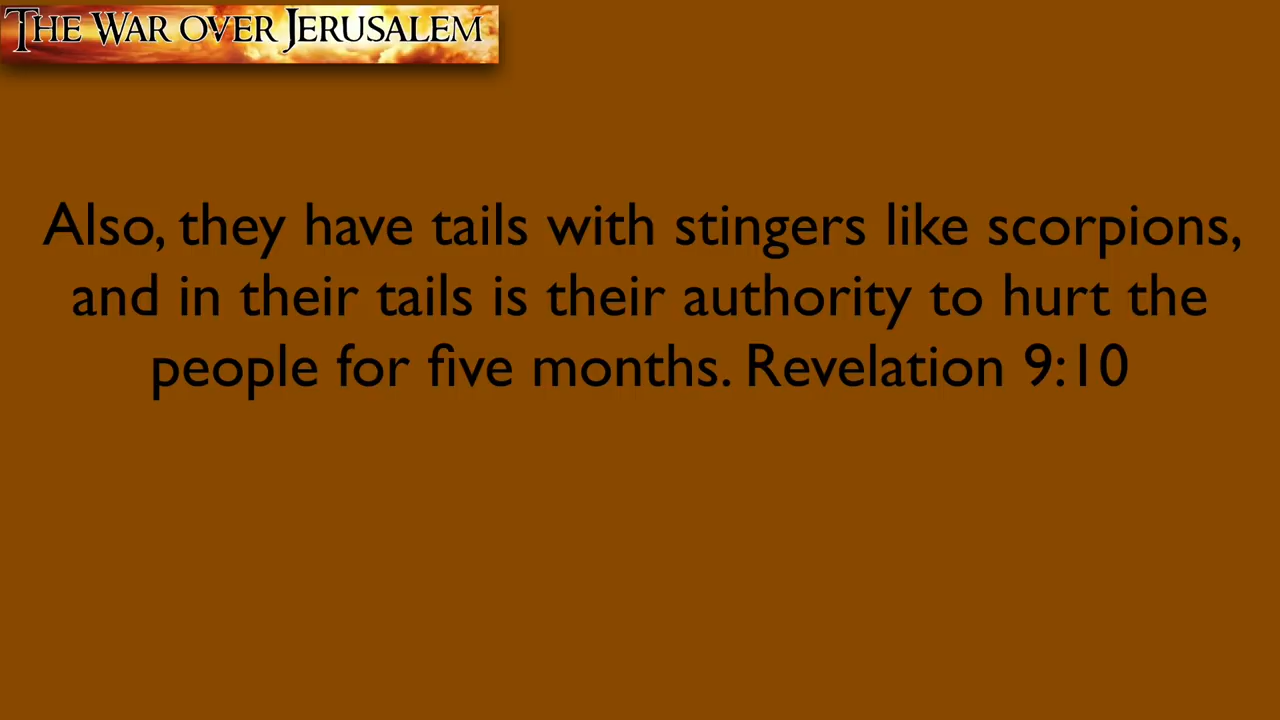 THE WAR OVER JERUSALEM
Also, they have tails with stingers like scorpions,
and in their tails is their authority to hurt the
people for five months. Revelation 9:10